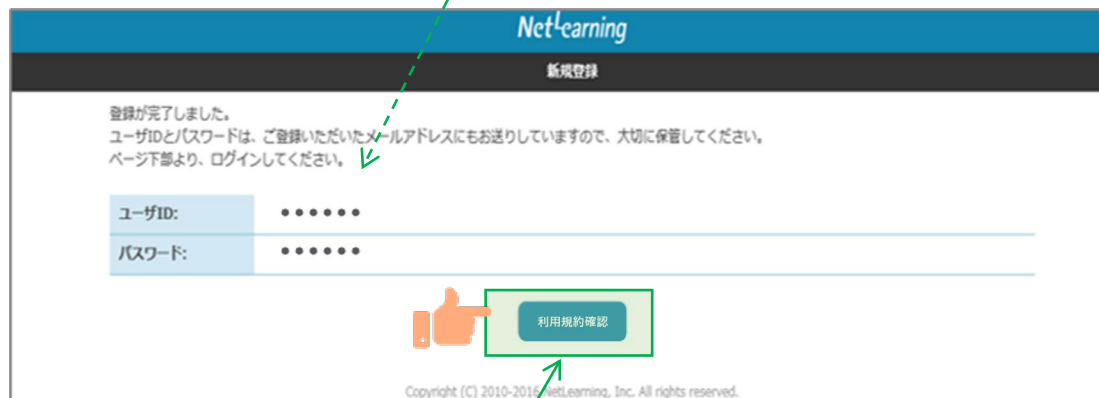 NetLearning
新規登録
登録が完了しました。
ユーザIDとパスワードは、ご登録いただいたメールアドレスにもお送りしていますので、大切に保管してください。
ページ下部より、ログインしてください。
ユーザID: ●●●●●●
パスワード: ●●●●●●
利用規約確認
Copyright (C) 2010-2016 NetLearning, Inc. All rights reserved.